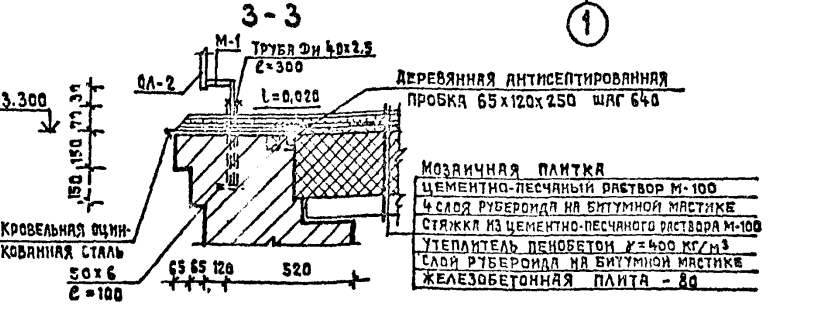 3-3
1
М-1
ТРУБА Dн 40х2.5
ℓ=300
ОЛ-2
ДЕРЕВЯННАЯ АНТИСЕПТИРОВАННАЯ
ПРОБКА 65х120х250 ШАГ 640
i=0,020
3.300
150 150 70 30
МОЗАИЧНАЯ ПЛИТКА
ЦЕМЕНТНО-ПЕСЧАНЫЙ РАСТВОР М-100
4 СЛОЯ РУБЕРОИДА НА БИТУМНОЙ МАСТИКЕ
СТЯЖКА ИЗ ЦЕМЕНТНО-ПЕСЧАНОГО РАСТВОРА М-100
УТЕПЛИТЕЛЬ ПЕНОБЕТОН γ=400 КГ/М³
СЛОЙ РУБЕРОИДА НА БИТУМНОЙ МАСТИКЕ
ЖЕЛЕЗОБЕТОННАЯ ПЛИТА - 80
КРОВЕЛЬНАЯ ОЦИН-
КОВАННАЯ СТАЛЬ
50х6
ℓ=100
65 65 120 520